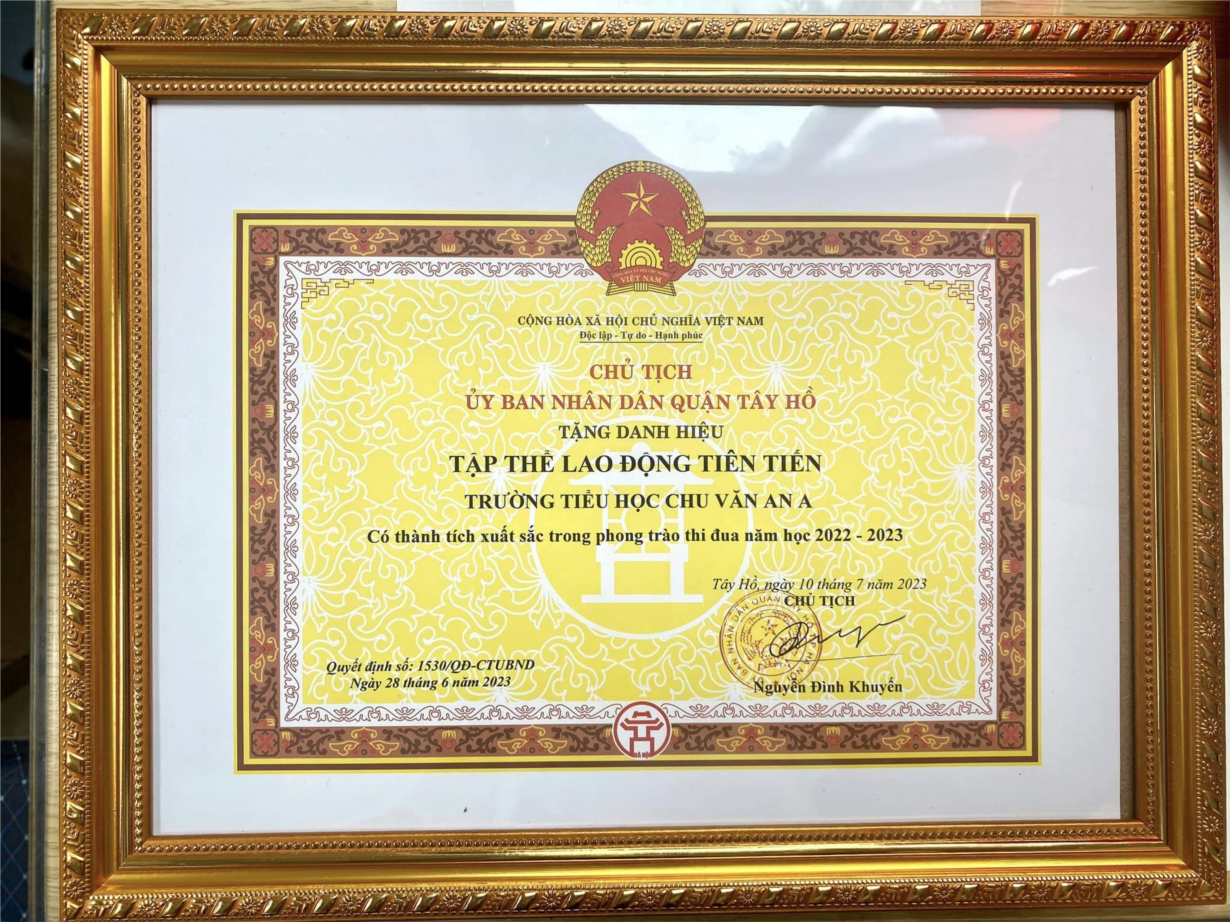 VIỆT NAM
CỘNG HÒA XÃ HỘI CHỦ NGHĨA VIỆT NAM
Độc lập - Tự do - Hạnh phúc
CHỦ TỊCH
ỦY BAN NHÂN DÂN QUẬN TÂY HỒ
TẶNG DANH HIỆU
TẬP THỂ LAO ĐỘNG TIÊN TIẾN
TRƯỜNG TIỂU HỌC CHU VĂN AN A
Có thành tích xuất sắc trong phong trào thi đua năm học 2022 - 2023
Tây Hồ, ngày 10 tháng 7 năm 2023
CHỦ TỊCH
Quyết định số: 1530/QĐ-CTUBND
Ngày 28 tháng 6 năm 2023
Nguyễn Đình Khuyến
HÀ NỘI